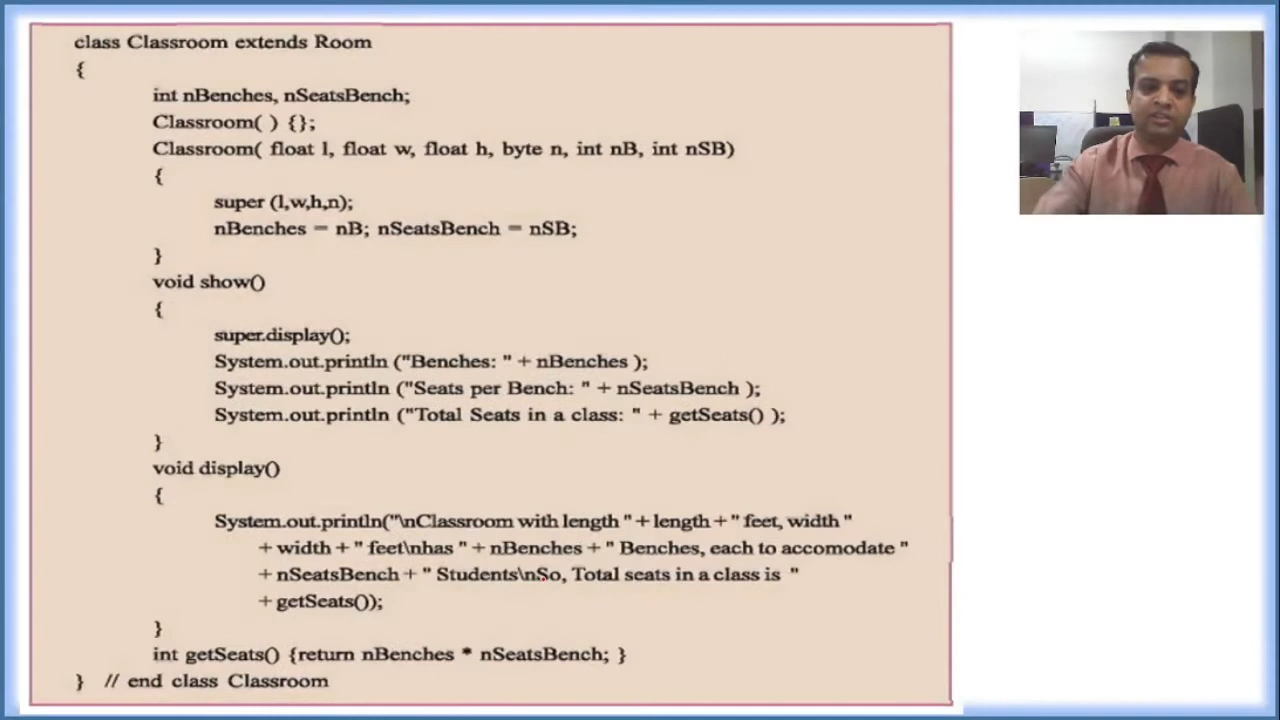 class Classroom extends Room
{
int nBenches, nSeatsBench;
Classroom( ) {};
Classroom( float l, float w, float h, byte n, int nB, int nSB)
{
super (l,w,h,n);
nBenches = nB; nSeatsBench = nSB;
}
void show()
{
super.display();
System.out.println ("Benches: " + nBenches );
System.out.println ("Seats per Bench: " + nSeatsBench );
System.out.println ("Total Seats in a class: " + getSeats() );
}
void display()
{
System.out.println("\nClassroom with length " + length + " feet, width "
+ width + " feet\nhas " + nBenches + " Benches, each to accomodate "
+ nSeatsBench + " Students\nSo, Total seats in a class is "
+ getSeats());
}
int getSeats() {return nBenches * nSeatsBench; }
} // end class Classroom